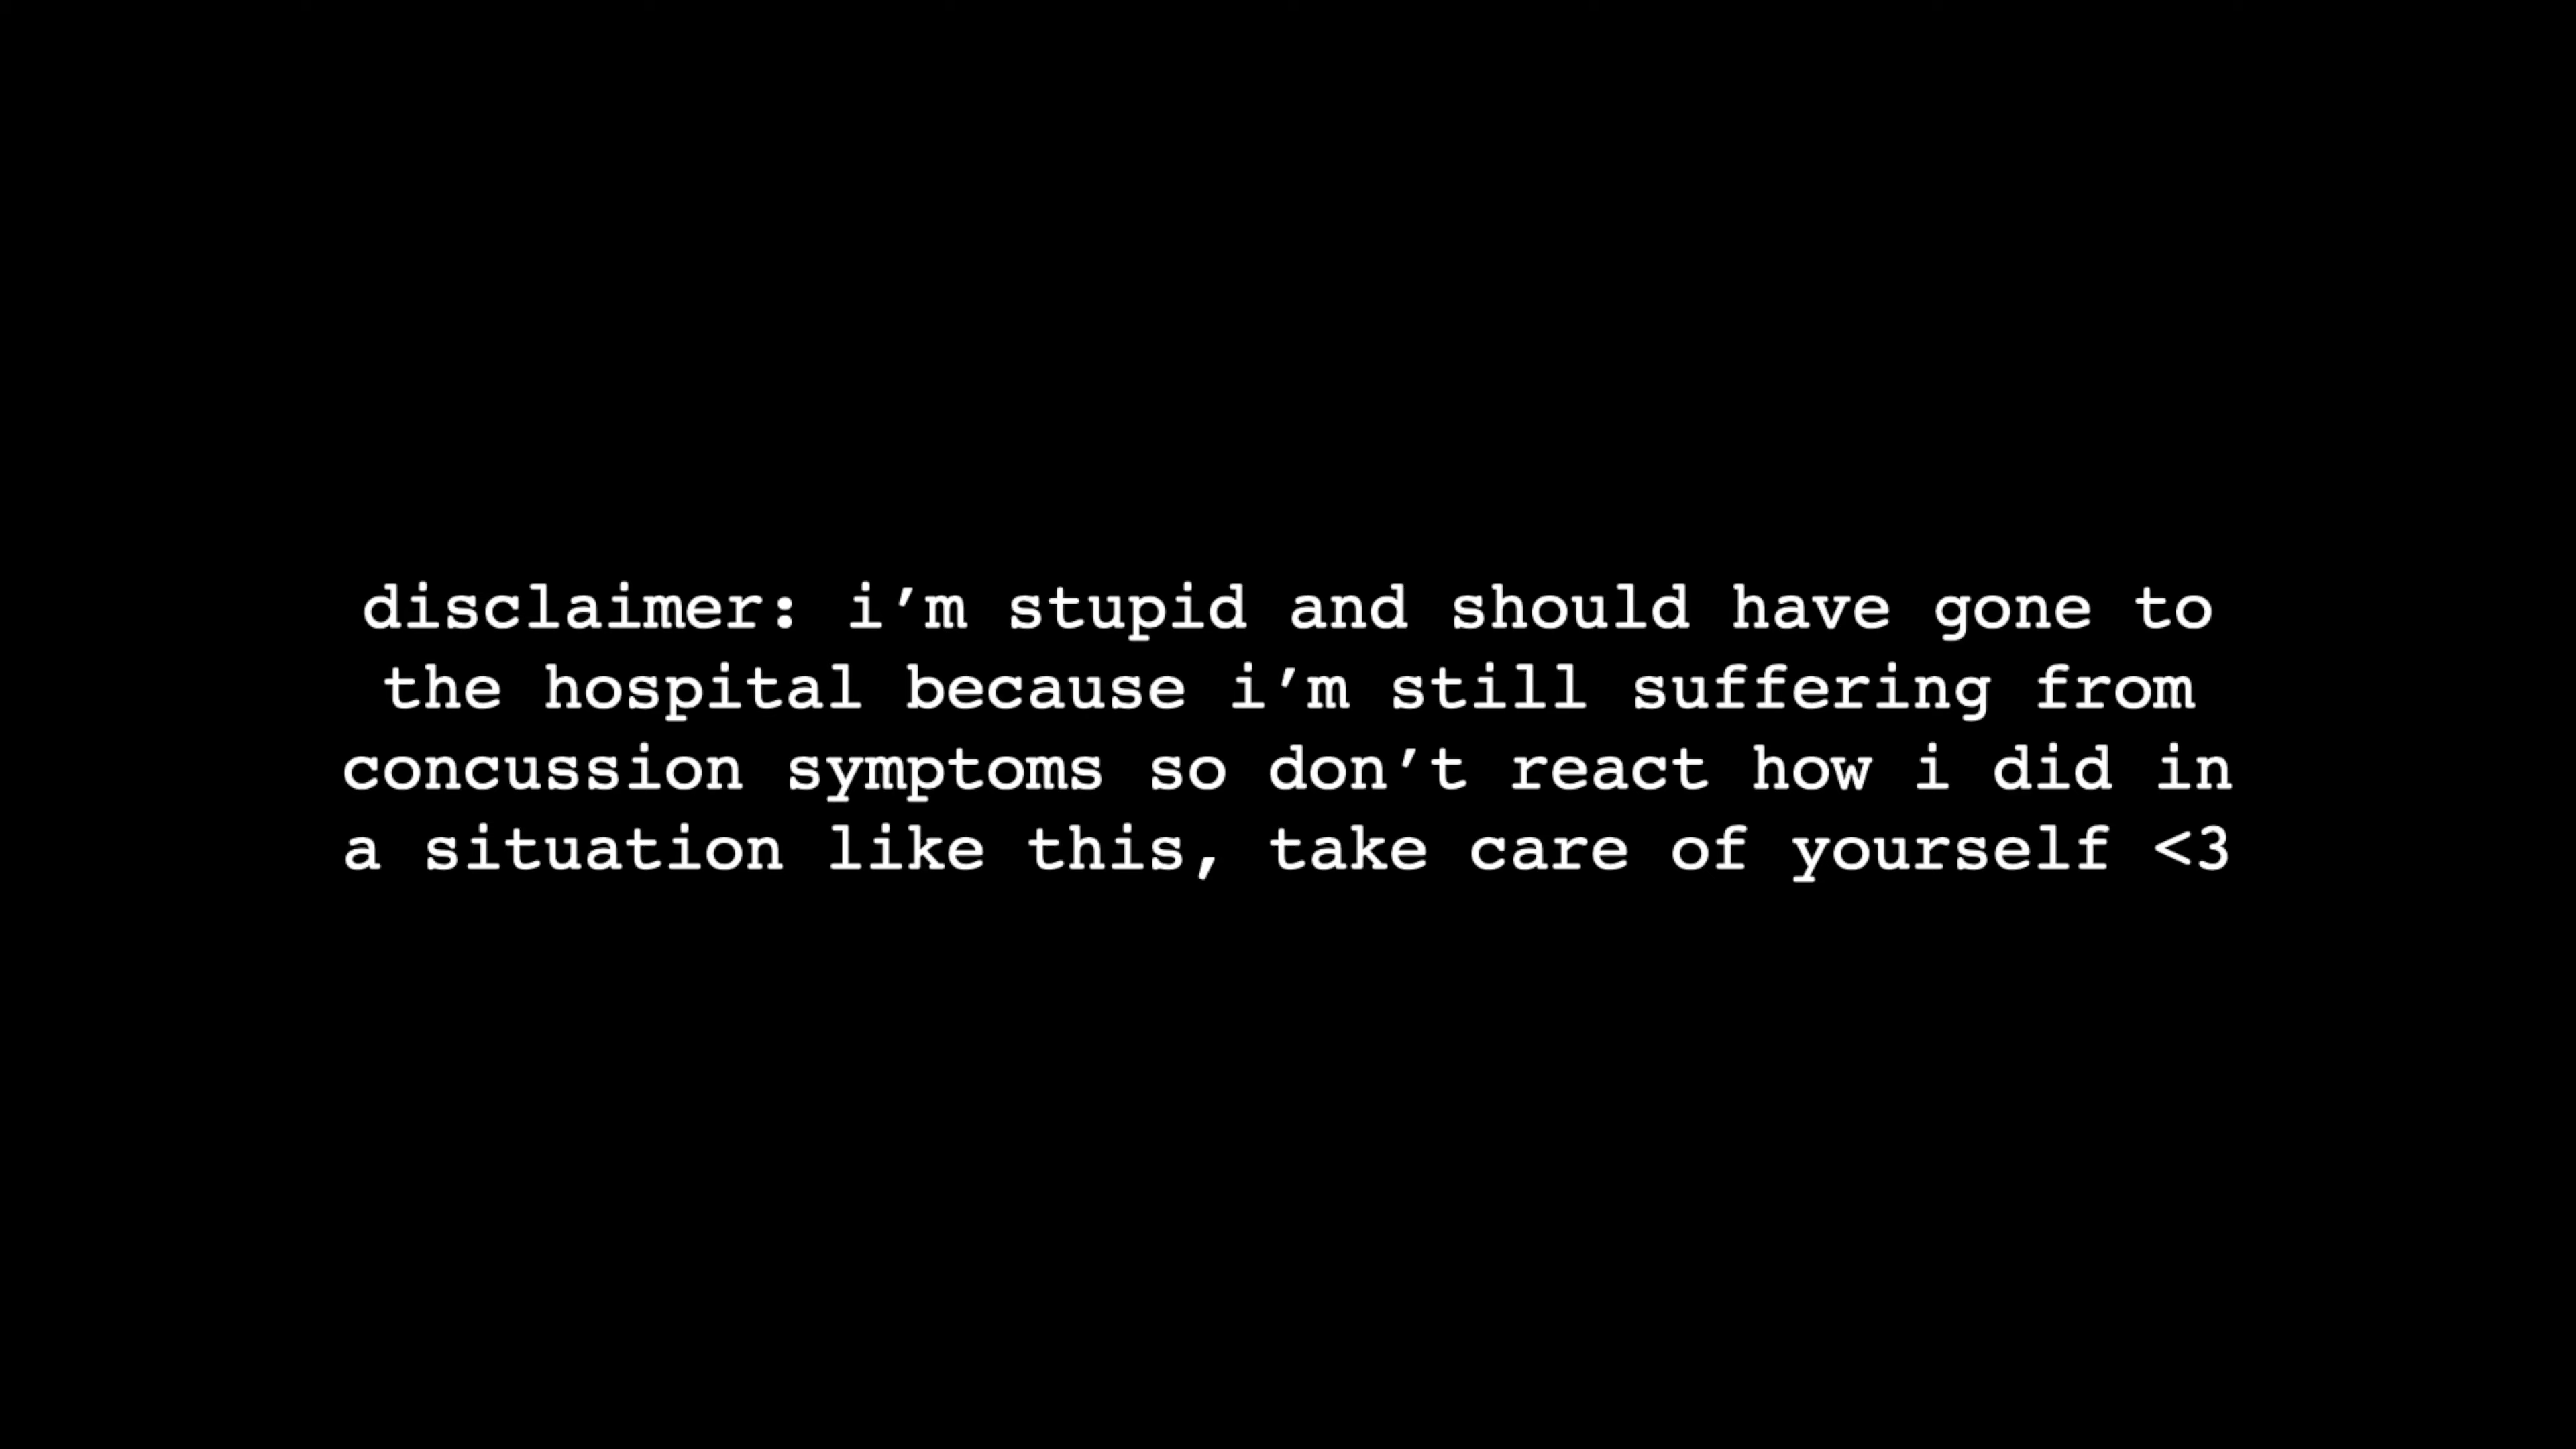 disclaimer: i’m stupid and should have gone to
the hospital because i’m still suffering from
concussion symptoms so don’t react how i did in
a situation like this, take care of yourself <3